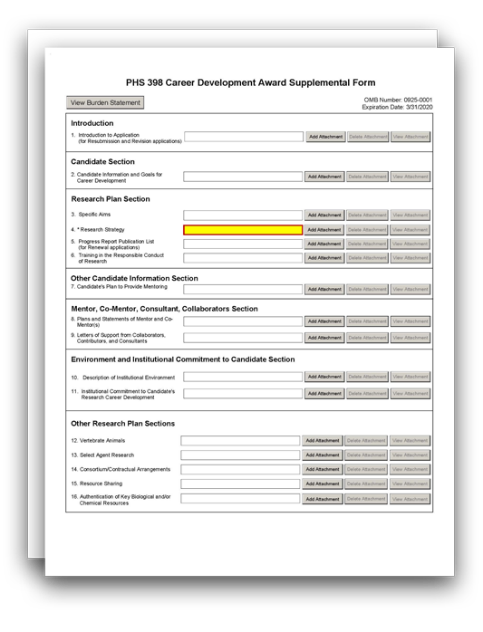 PHS 398 Career Development Award Supplemental Form
View Burden Statement
OMB Number: 0925-0001
Expiration Date: 3/31/2020
Introduction
1. Introduction to Application
(for Resubmission and Revision applications)
Add Attachment Delete Attachment View Attachment
Candidate Section
2. Candidate Information and Goals for
Career Development
Add Attachment Delete Attachment View Attachment
Research Plan Section
3. Specific Aims
Add Attachment Delete Attachment View Attachment
4. * Research Strategy
Add Attachment Delete Attachment View Attachment
5. Progress Report Publication List
(for Renewal applications)
Add Attachment Delete Attachment View Attachment
6. Training in the Responsible Conduct
of Research
Add Attachment Delete Attachment View Attachment
Other Candidate Information Section
7. Candidate's Plan to Provide Mentoring
Add Attachment Delete Attachment View Attachment
Mentor, Co-Mentor, Consultant, Collaborators Section
8. Plans and Statements of Mentor and Co-
Mentor(s)
Add Attachment Delete Attachment View Attachment
9. Letters of Support from Collaborators,
Contributors, and Consultants
Add Attachment Delete Attachment View Attachment
Environment and Institutional Commitment to Candidate Section
10. Description of Institutional Environment
Add Attachment Delete Attachment View Attachment
11. Institutional Commitment to Candidate's
Research Career Development
Add Attachment Delete Attachment View Attachment
Other Research Plan Sections
12. Vertebrate Animals
Add Attachment Delete Attachment View Attachment
13. Select Agent Research
Add Attachment Delete Attachment View Attachment
14. Consortium/Contractual Arrangements
Add Attachment Delete Attachment View Attachment
15. Resource Sharing
Add Attachment Delete Attachment View Attachment
16. Authentication of Key Biological and/or
Chemical Resources
Add Attachment Delete Attachment View Attachment